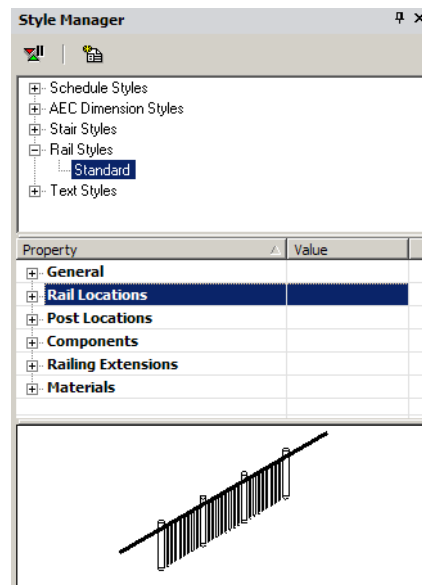 Style Manager
Schedule Styles
AEC Dimension Styles
Stair Styles
Rail Styles
Standard
Text Styles
Property Value
General
Rail Locations
Post Locations
Components
Railing Extensions
Materials